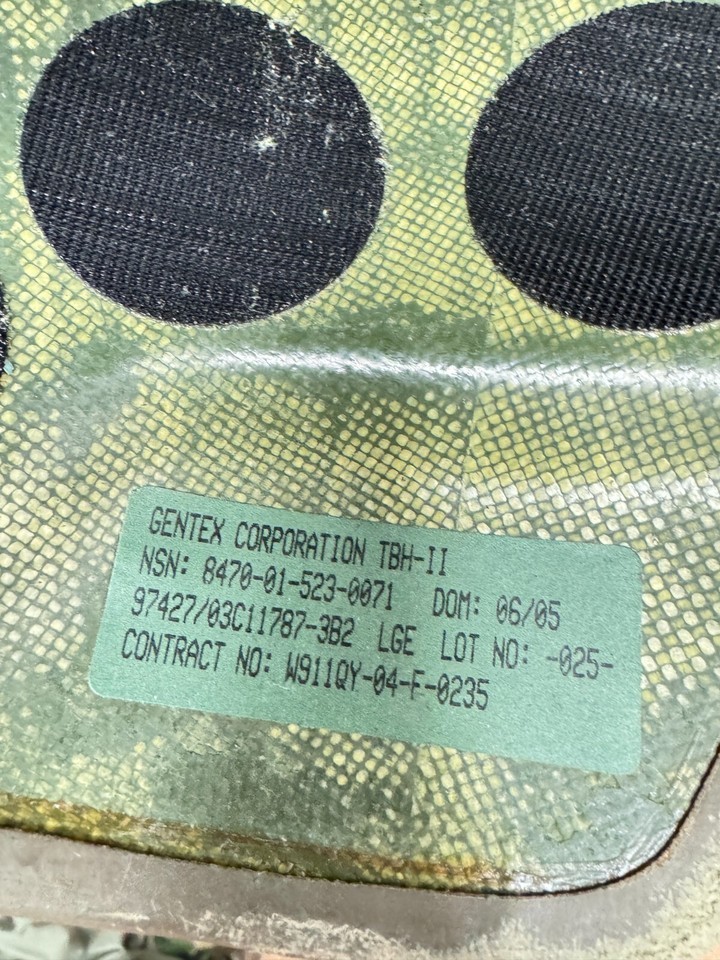 GENTEX CORPORATION TBH-II
NSN: 8470-01-523-0071 DOM: 06/05
97427/03C11787-3B2 LGE LOT NO: -025-
CONTRACT NO: W911QY-04-F-0235